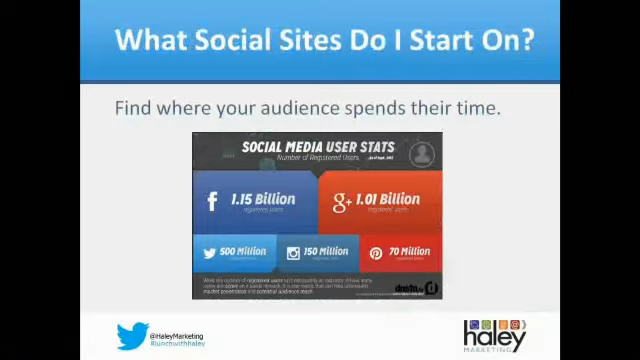 What Social Sites Do I Start On?
Find where your audience spends their time.
SOCIAL MEDIA USER STATS
Number of Registered Users
f 1.15 Billion
registered users
g+ 1.01 Billion
registered users
500 Million
150 Million
70 Million
@HaleyMarketing
#lunchwithhaley
haley
MARKETING